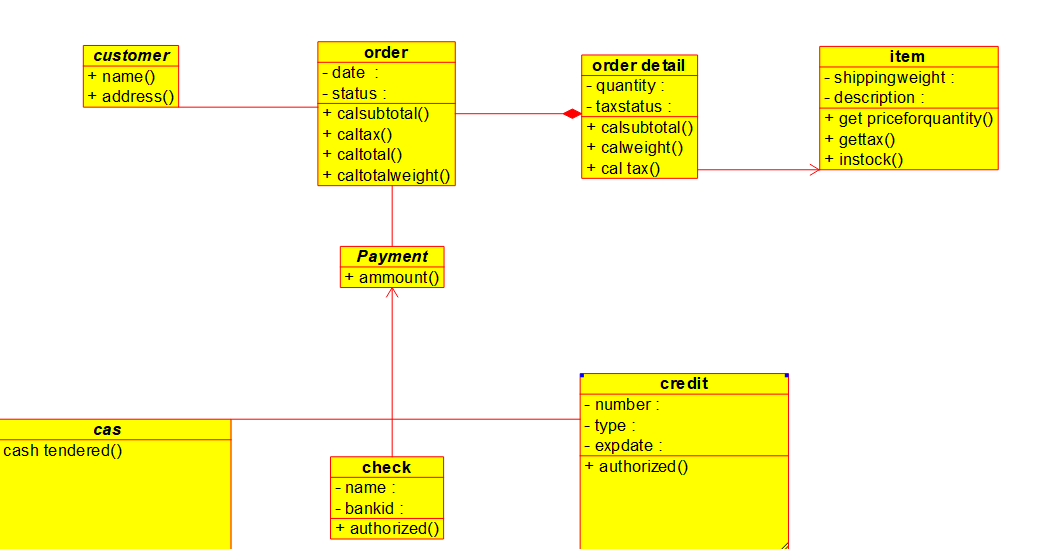 customer
+ name()
+ address()
order
- date :
- status :
+ calsubtotal()
+ caltax()
+ caltotal()
+ caltotalweight()
order detail
- quantity :
- taxstatus :
+ calsubtotal()
+ calweight()
+ cal tax()
item
- shippingweight :
- description :
+ get priceforquantity()
+ gettax()
+ instock()
Payment
+ ammount()
cas
cash tendered()
check
- name :
- bankid :
+ authorized()
credit
- number :
- type :
- expdate :
+ authorized()